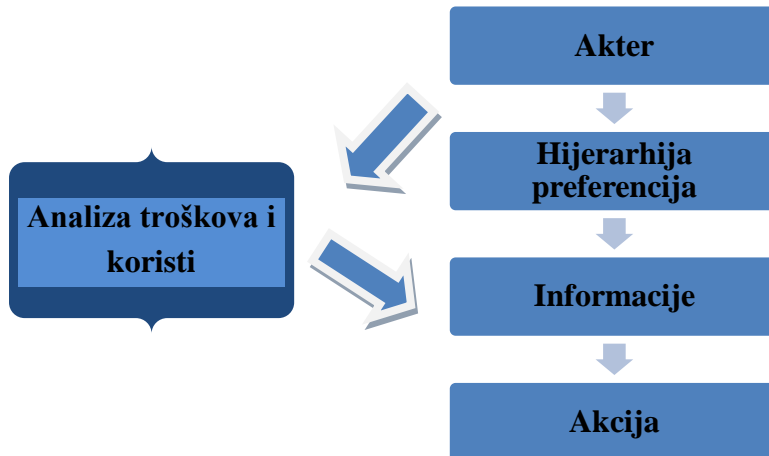 Akter
Hijerarhija
preferencija
Analiza troškova i
koristi
Informacije
Akcija